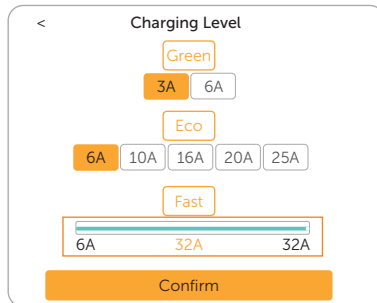 < Charging Level
Green
3A 6A
Eco
6A 10A 16A 20A 25A
Fast
6A 32A 32A
Confirm